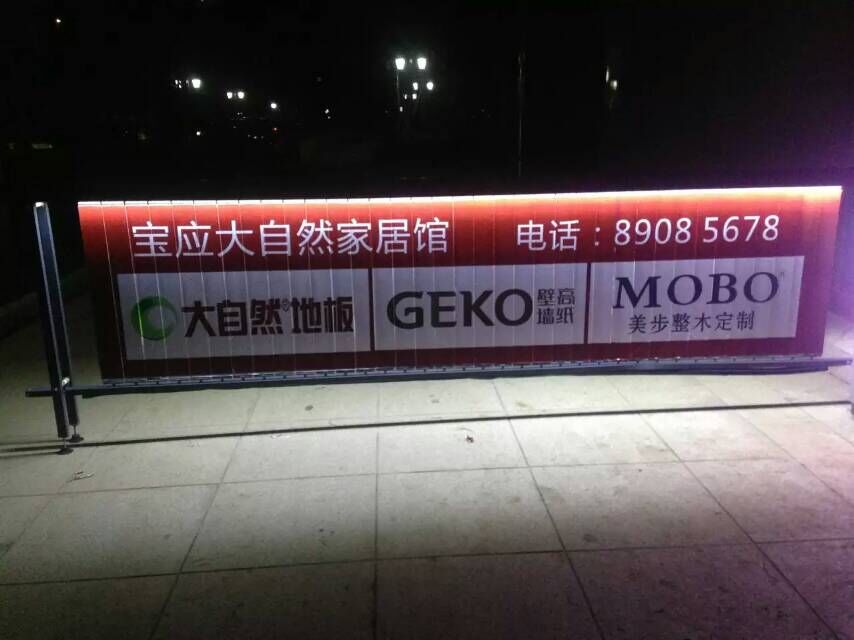 宝应大自然家居馆 电话：8908 5678
大自然®地板
GEKO 壁高
墙纸
MOBO®
美步整木定制